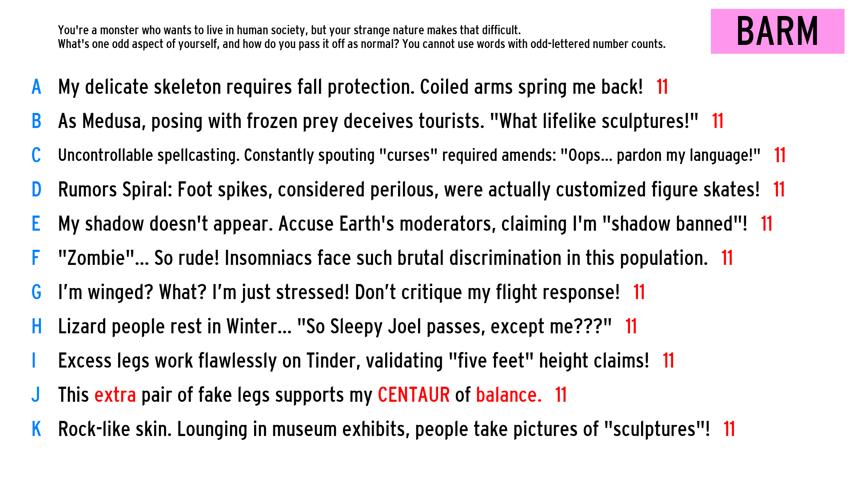 You're a monster who wants to live in human society, but your strange nature makes that difficult.
What's one odd aspect of yourself, and how do you pass it off as normal? You cannot use words with odd-lettered number counts.
BARM
A My delicate skeleton requires fall protection. Coiled arms spring me back! 11
B As Medusa, posing with frozen prey deceives tourists. "What lifelike sculptures!" 11
C Uncontrollable spellcasting. Constantly spouting "curses" required amends: "Oops... pardon my language!" 11
D Rumors Spiral: Foot spikes, considered perilous, were actually customized figure skates! 11
E My shadow doesn't appear. Accuse Earth's moderators, claiming I'm "shadow banned"! 11
F "Zombie"... So rude! Insomniacs face such brutal discrimination in this population. 11
G I’m winged? What? I’m just stressed! Don’t critique my flight response! 11
H Lizard people rest in Winter... "So Sleepy Joel passes, except me???" 11
I Excess legs work flawlessly on Tinder, validating "five feet" height claims! 11
J This extra pair of fake legs supports my CENTAUR of balance. 11
K Rock-like skin. Lounging in museum exhibits, people take pictures of "sculptures"! 11